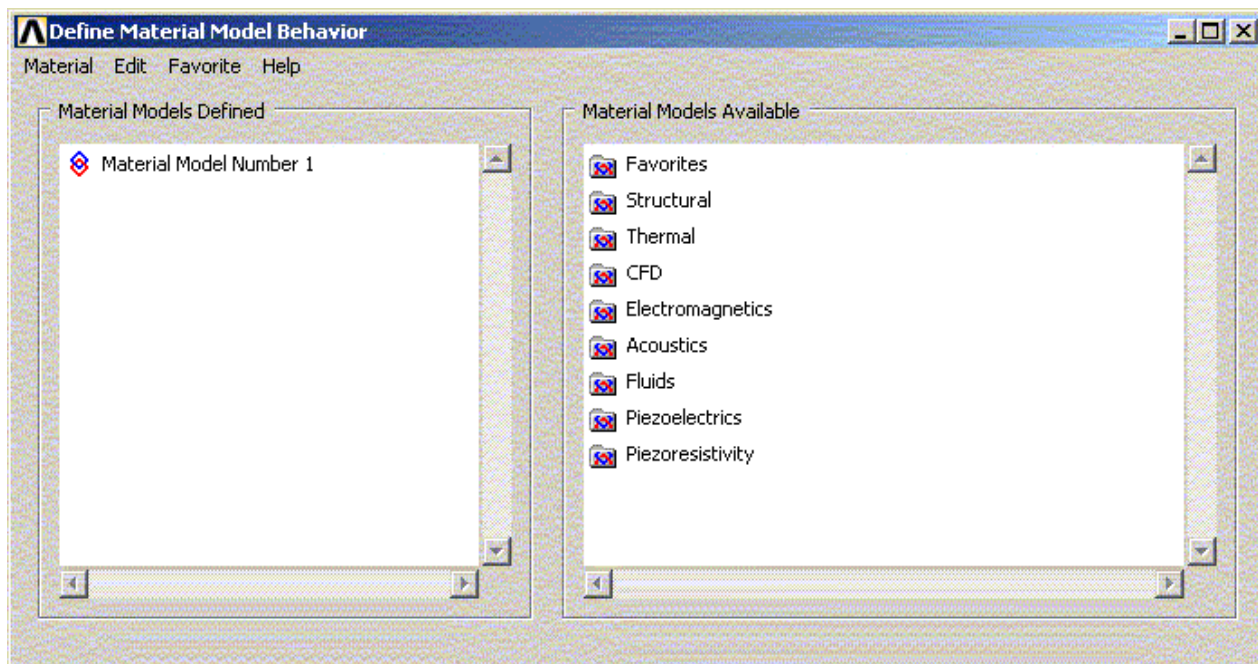 Define Material Model Behavior
Material Edit Favorite Help
Material Models Defined
Material Model Number 1
Material Models Available
Favorites
Structural
Thermal
CFD
Electromagnetics
Acoustics
Fluids
Piezoelectrics
Piezoresistivity